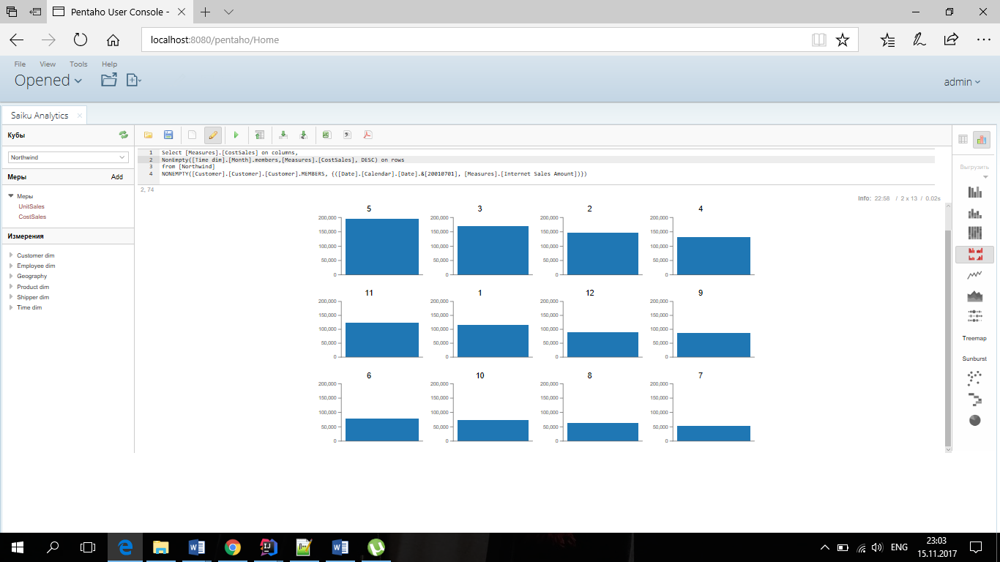 Pentaho User Console -
localhost:8080/pentaho/Home
File View Tools Help
Opened
admin
Saiku Analytics
Кубы
Northwind
Меры Add
Меры
UnitSales
CostSales
Измерения
Customer dim
Employee dim
Geography
Product dim
Shipper dim
Time dim
1 Select [Measures].[CostSales] on columns,
2 NonEmpty([Time dim].[Month].members,[Measures].[CostSales], DESC) on rows
3 from [Northwind]
4 NONEMPTY([Customer].[Customer].[Customer].MEMBERS, {([Date].[Calendar].[Date].&[20010701], [Measures].[Internet Sales Amount])})
2, 74
Info: 22:58 / 2 x 13 / 0.02s
5 3 2 4
200,000 200,000 200,000 200,000
150,000 150,000 150,000 150,000
100,000 100,000 100,000 100,000
50,000 50,000 50,000 50,000
0 0 0 0
11 1 12 9
200,000 200,000 200,000 200,000
150,000 150,000 150,000 150,000
100,000 100,000 100,000 100,000
50,000 50,000 50,000 50,000
0 0 0 0
6 10 8 7
200,000 200,000 200,000 200,000
150,000 150,000 150,000 150,000
100,000 100,000 100,000 100,000
50,000 50,000 50,000 50,000
0 0 0 0
Выгрузить
Treemap
Sunburst
ENG
23:03
15.11.2017